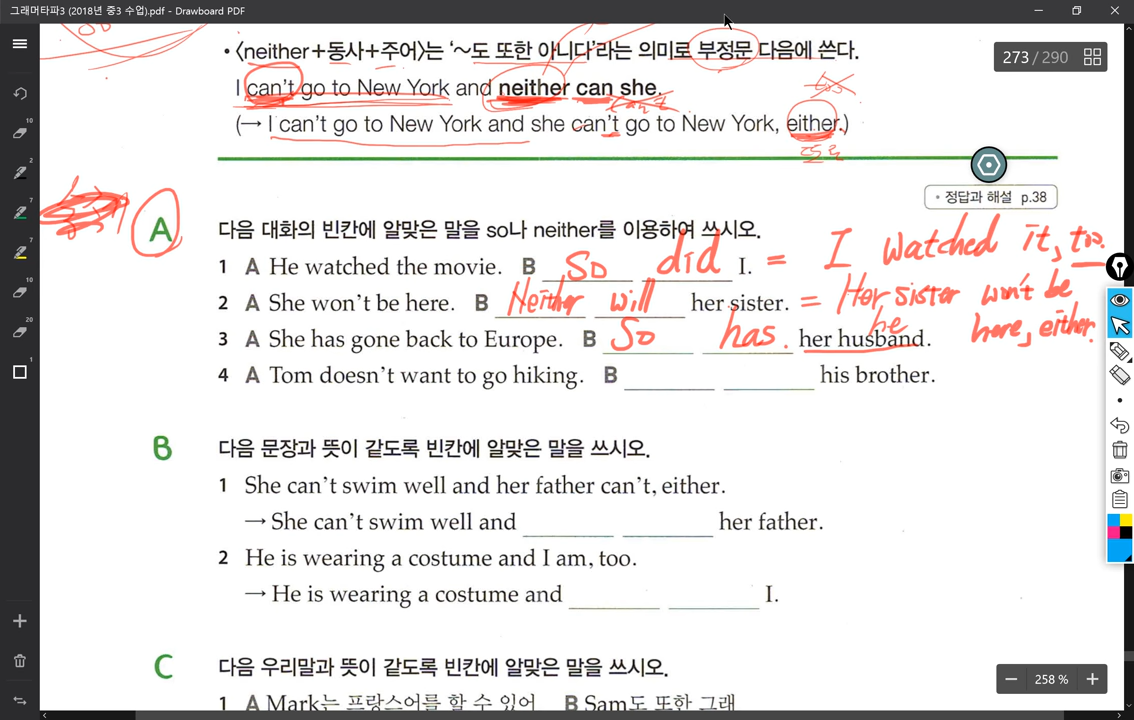 그래머타파3 (2018년 중3 수업).pdf - Drawboard PDF
273 / 290
• <neither+동사+주어>는 '~도 또한 아니다'라는 의미로 부정문 다음에 쓴다.
I can't go to New York and neither can she.
can't
too
(→ I can't go to New York and she can't go to New York, either.)
또한
• 정답과 해설 p.38
A 다음 대화의 빈칸에 알맞은 말을 so나 neither를 이용하여 쓰시오.
1 A He watched the movie. B So did I. = I watched it, too.
2 A She won't be here. B Neither will her sister. = Her sister won't be here, either.
he
3 A She has gone back to Europe. B So has her husband.
4 A Tom doesn't want to go hiking. B his brother.
B 다음 문장과 뜻이 같도록 빈칸에 알맞은 말을 쓰시오.
1 She can't swim well and her father can't, either.
→ She can't swim well and her father.
2 He is wearing a costume and I am, too.
→ He is wearing a costume and I.
C 다음 우리말과 뜻이 같도록 빈칸에 알맞은 말을 쓰시오.
1 A Mark는 프랑스어를 할 수 있어 B Sam도 또한 그래
258 %
10
2
7
7
10
20
1